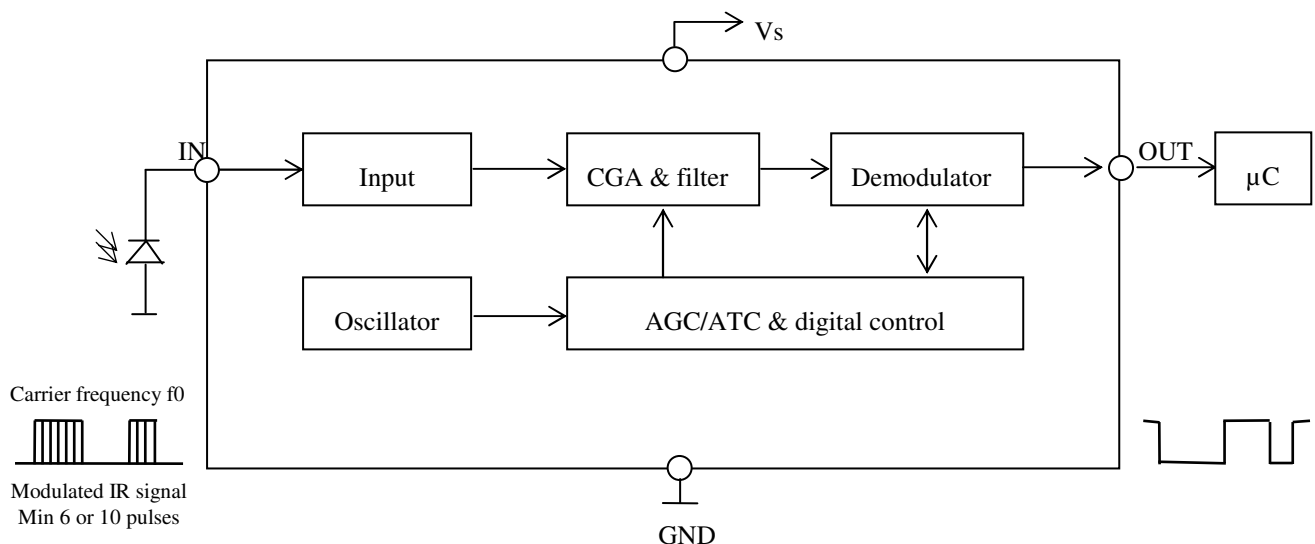 Vs
IN
OUT
Input
CGA & filter
Demodulator
µC
Oscillator
AGC/ATC & digital control
Carrier frequency f0
Modulated IR signal
Min 6 or 10 pulses
GND